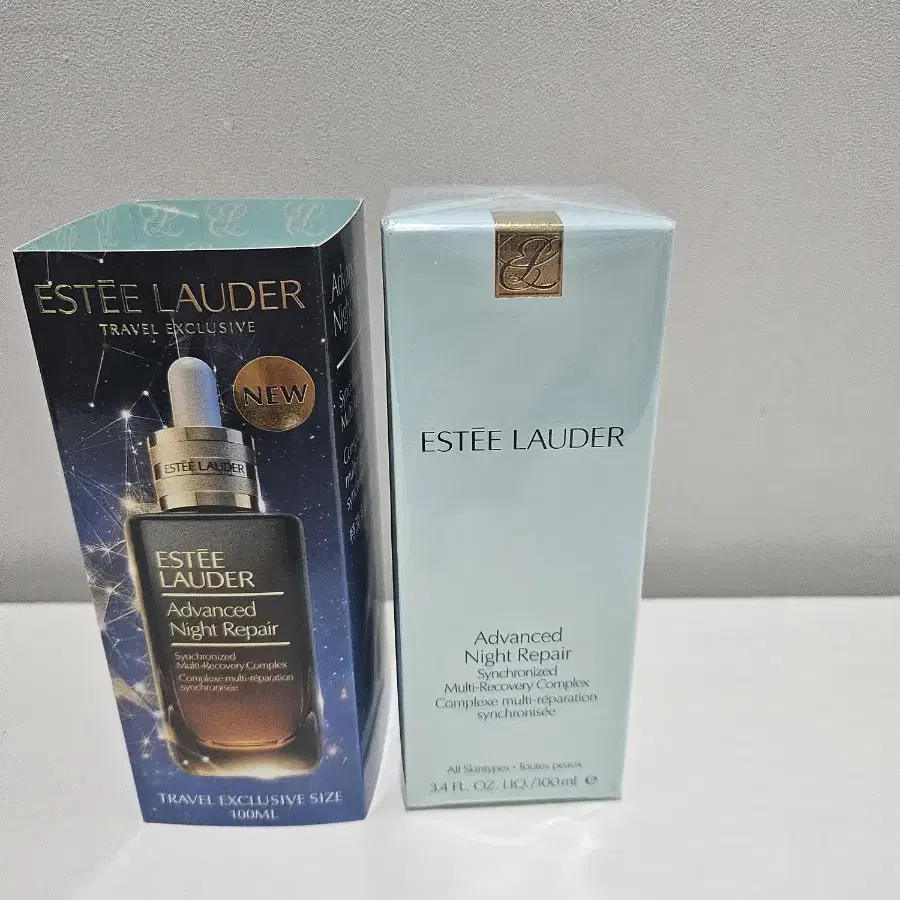 ESTĒE LAUDER
TRAVEL EXCLUSIVE
NEW
ESTĒE LAUDER
ESTĒE
LAUDER
Advanced
Night Repair
Synchronized
Multi-Recovery Complex
Complexe multi-réparation
synchronisée
TRAVEL EXCLUSIVE SIZE
100ML
ESTĒE LAUDER
Advanced
Night Repair
Synchronized
Multi-Recovery Complex
Complexe multi-réparation
synchronisée
All Skintypes • Toutes peaux
3.4 FL. OZ. LIQ./100 ml ℮